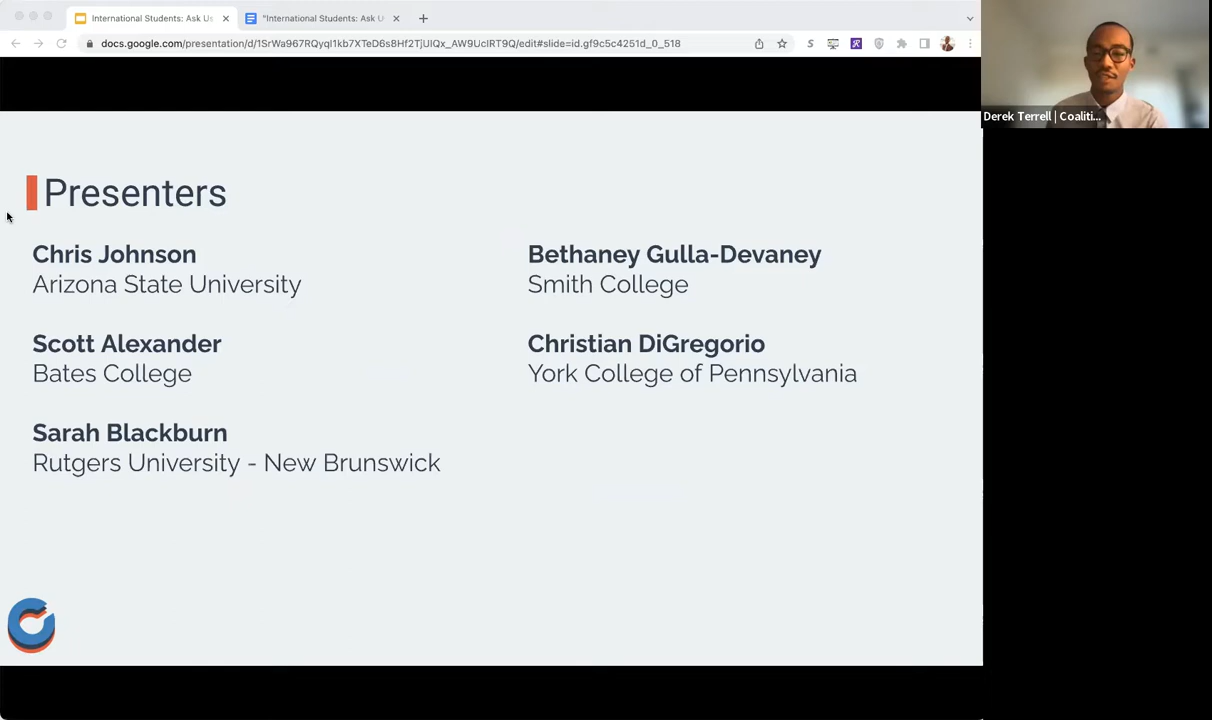 International Students: Ask Us
"International Students: Ask U
docs.google.com/presentation/d/1SrWa967RQyql1kb7XTeD6s8Hf2TjUIQx_AW9UcIRT9Q/edit#slide=id.gf9c5c4251d_0_518
Derek Terrell | Coaliti...
Presenters
Chris Johnson
Arizona State University
Scott Alexander
Bates College
Sarah Blackburn
Rutgers University - New Brunswick
Bethaney Gulla-Devaney
Smith College
Christian DiGregorio
York College of Pennsylvania